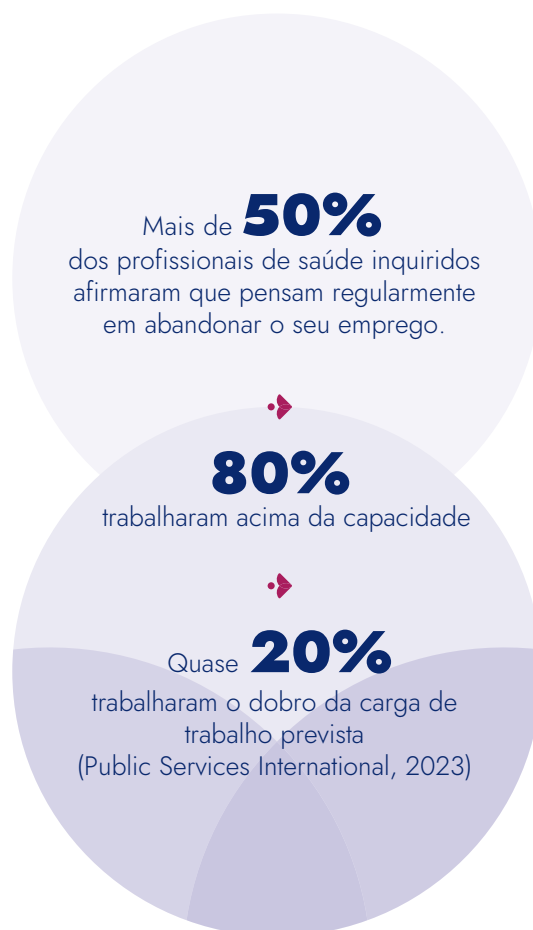 Mais de 50%
dos profissionais de saúde inquiridos
afirmaram que pensam regularmente
em abandonar o seu emprego.
80%
trabalharam acima da capacidade
Quase 20%
trabalharam o dobro da carga de
trabalho prevista
(Public Services International, 2023)